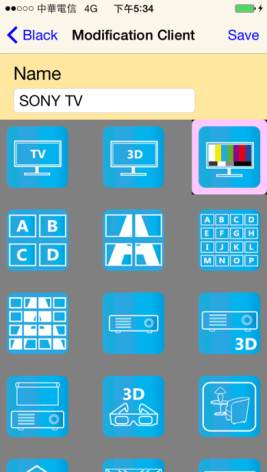 中華電信 4G 下午5:34
Black Modification Client Save
Name
SONY TV
TV 3D
A B A B C D
C D E F G H
I J K L
M N O P
3D
3D